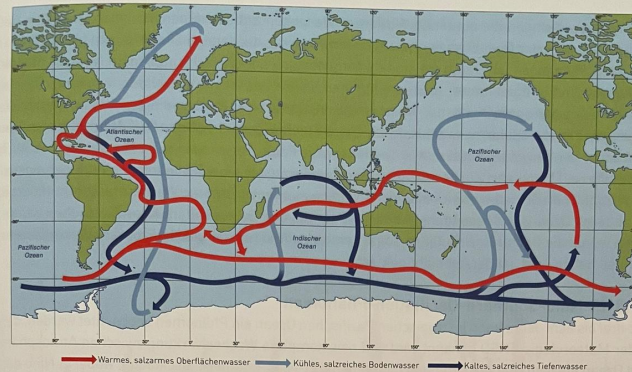 Atlantischer
Ozean
Pazifischer
Ozean
Indischer
Ozean
Pazifischer
Ozean
Warmes, salzarmes Oberflächenwasser
Kühles, salzreiches Bodenwasser
Kaltes, salzreiches Tiefenwasser